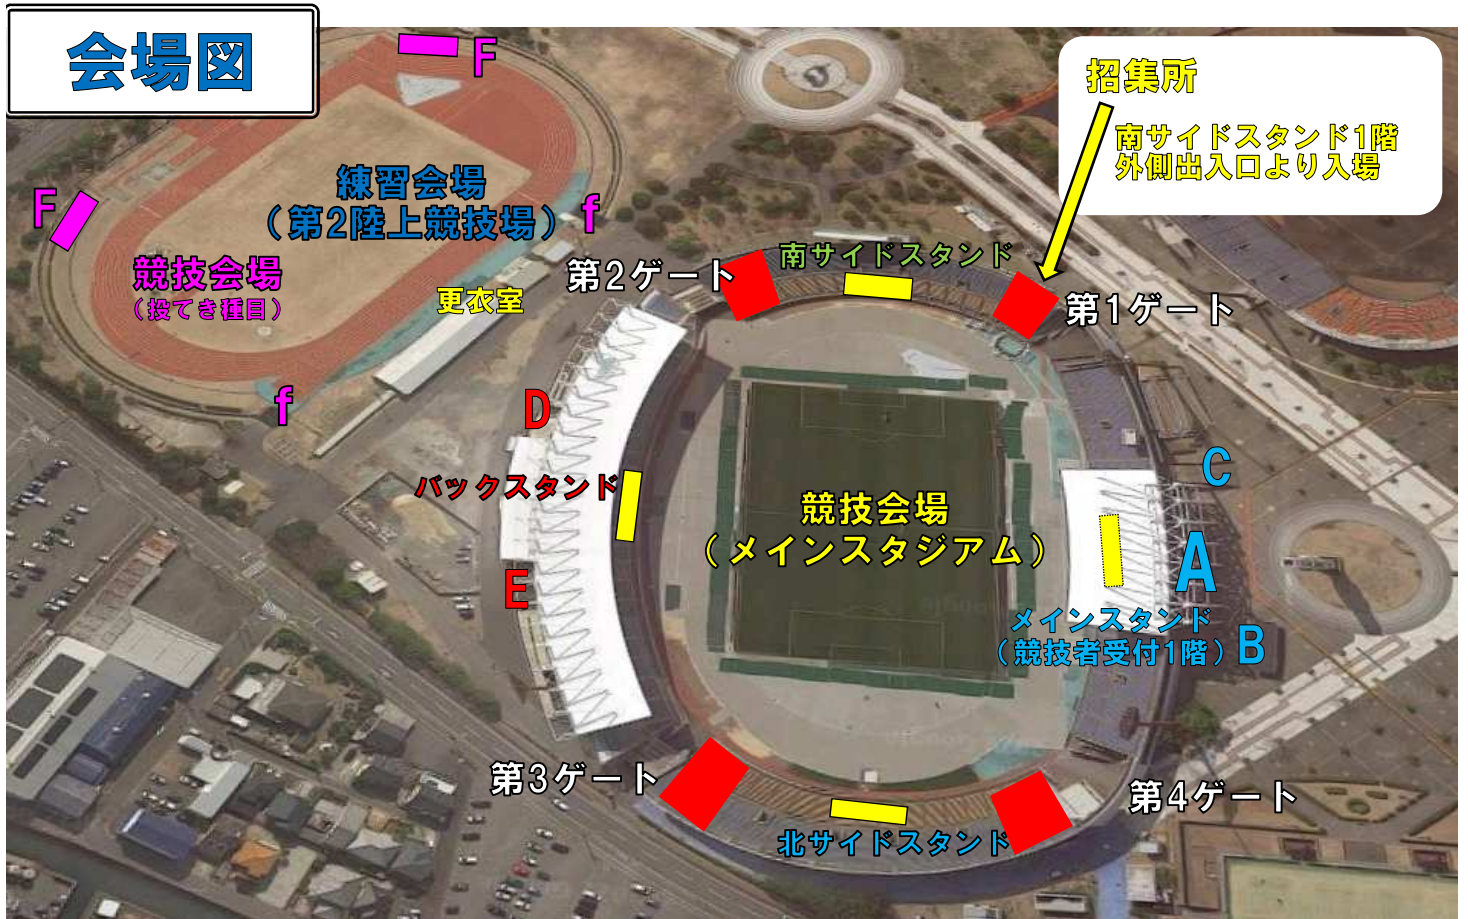 会場図
F
招集所
南サイドスタンド1階
外側出入口より入場
F
練習会場
(第2陸上競技場)
f
競技会場
(投てき種目)
更衣室
第2ゲート
南サイドスタンド
第1ゲート
f
D
バックスタンド
C
競技会場
(メインスタジアム)
A
E
メインスタンド
(競技者受付1階)
B
第3ゲート
第4ゲート
北サイドスタンド